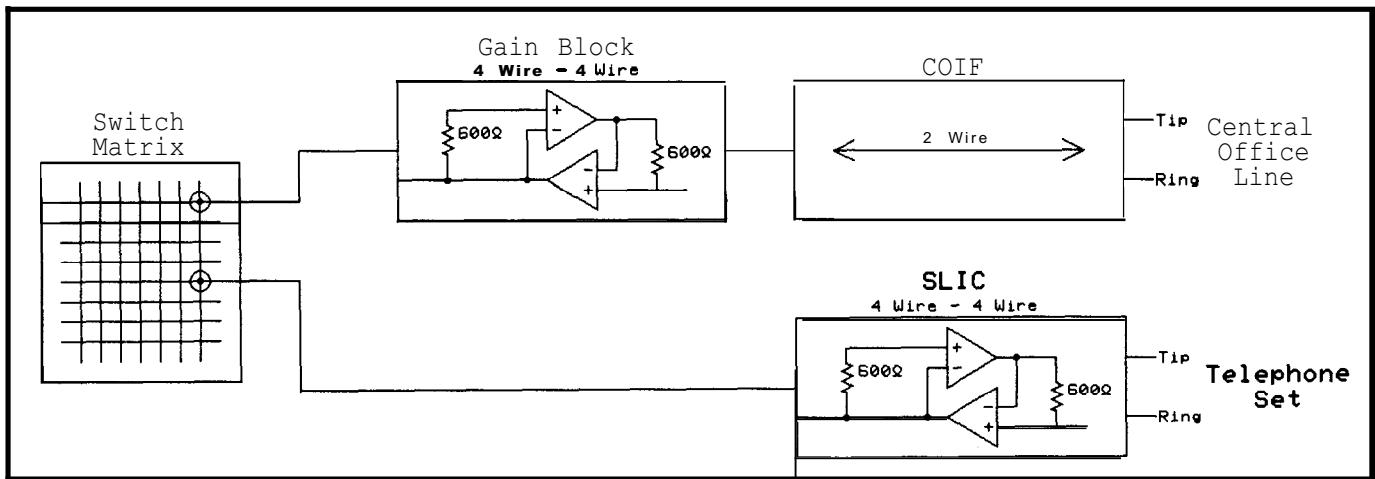 Gain Block
4 Wire - 4 Wire
COIF
Switch
Matrix
+
-
600Ω
600Ω
-
+
2 Wire
Tip
Ring
Central
Office
Line
SLIC
4 Wire - 4 Wire
+
-
600Ω
600Ω
-
+
Tip
Ring
Telephone
Set